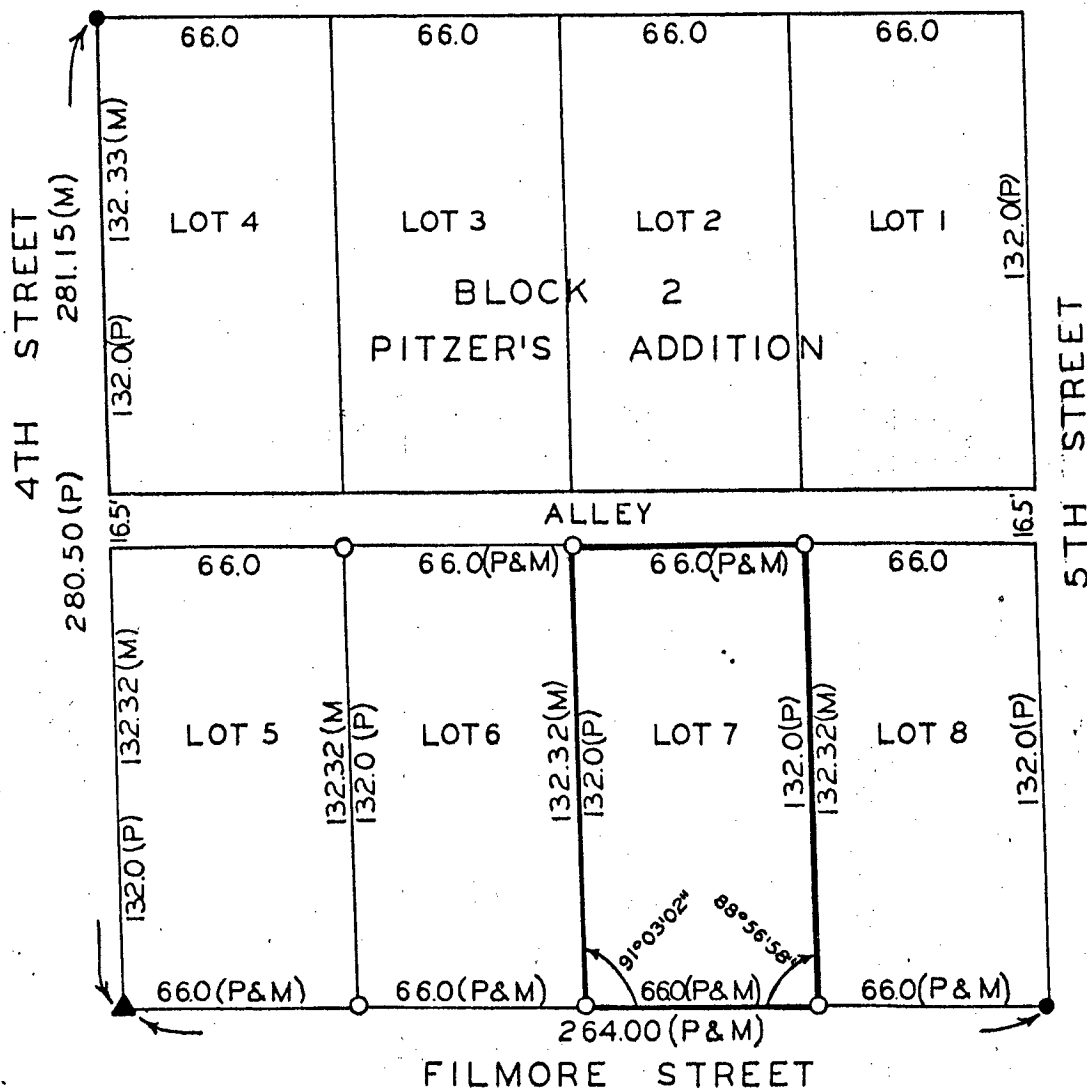 66.0 66.0 66.0 66.0
4TH STREET
281.15(M)
280.50(P)
132.33(M)
132.0(P)
LOT 4 LOT 3 LOT 2 LOT 1
132.0(P)
BLOCK 2
PITZER'S ADDITION
5TH STREET
16.5' ALLEY 16.5'
66.0 66.0(P&M) 66.0(P&M) 66.0
132.32(M)
132.0(P)
LOT 5
132.32(M
132.0(P)
LOT 6
132.32(M)
132.0(P)
LOT 7
132.0(P)
132.32(M)
LOT 8
132.0(P)
91°03'02" 88°56'58"
66.0(P&M) 66.0(P&M) 66.0(P&M) 66.0(P&M)
264.00(P&M)
FILMORE STREET